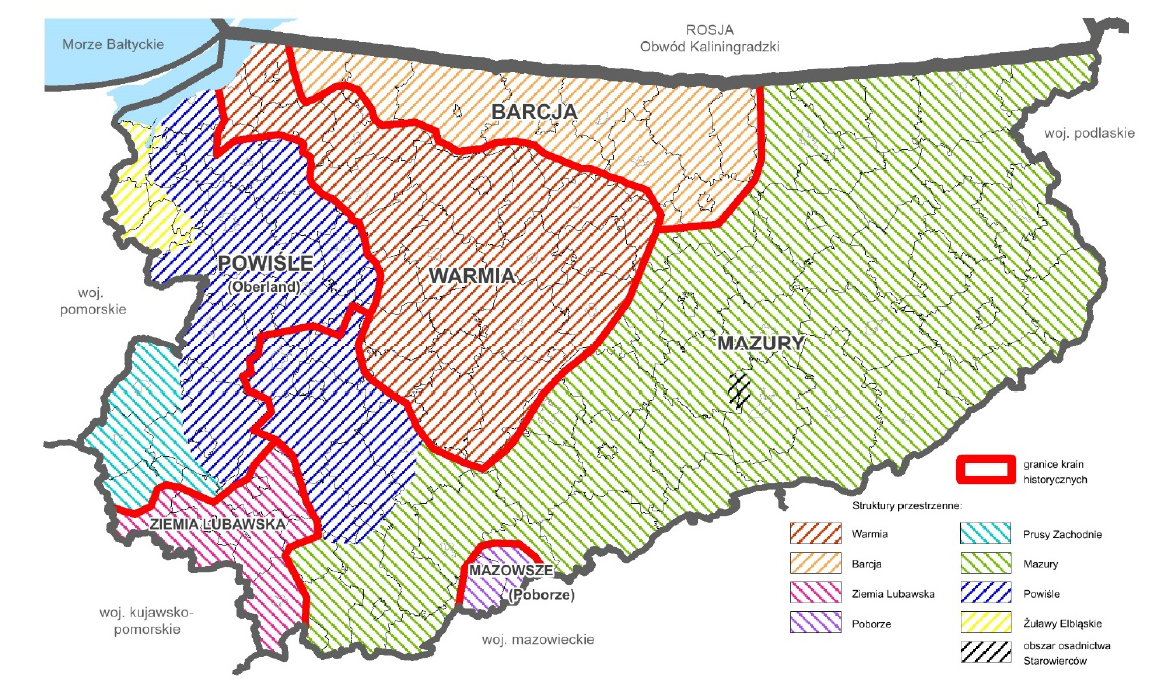 Morze Bałtyckie
ROSJA
Obwód Kaliningradzki
BARCJA
woj. podlaskie
POWIŚLE
(Oberland)
WARMIA
woj.
pomorskie
MAZURY
granice krain
historycznych
Struktury przestrzenne:
ZIEMIA LUBAWSKA
Warmia
Prusy Zachodnie
Barcja
Mazury
MAZOWSZE
(Poborze)
Ziemia Lubawska
Powiśle
woj. kujawsko-
pomorskie
Poborze
Żuławy Elbląskie
woj. mazowieckie
obszar osadnictwa
Starowierców